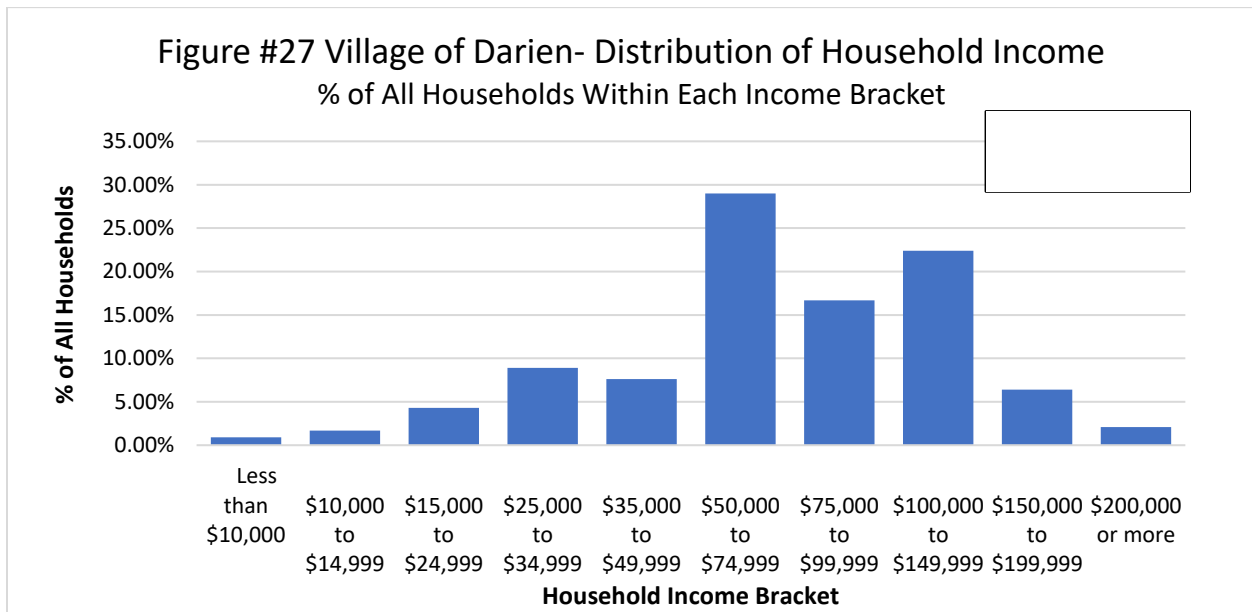 Figure #27 Village of Darien- Distribution of Household Income
% of All Households Within Each Income Bracket
% of All Households
35.00%
30.00%
25.00%
20.00%
15.00%
10.00%
5.00%
0.00%
Less
than
$10,000
$10,000
to
$14,999
$15,000
to
$24,999
$25,000
to
$34,999
$35,000
to
$49,999
$50,000
to
$74,999
$75,000
to
$99,999
$100,000
to
$149,999
$150,000
to
$199,999
$200,000
or more
Household Income Bracket